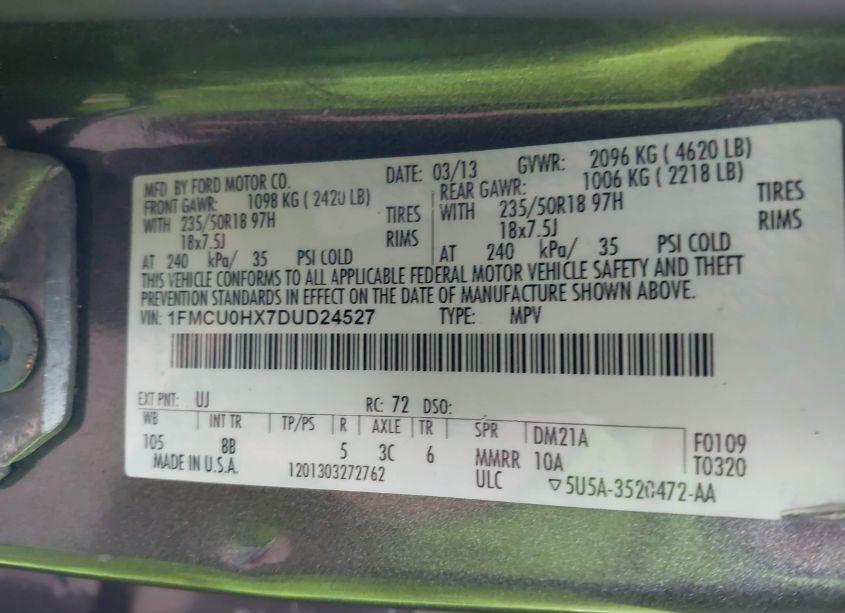 MFD BY FORD MOTOR CO. DATE: 03/13 GVWR: 2096 KG ( 4620 LB)
FRONT GAWR: 1098 KG ( 2420 LB) REAR GAWR: 1006 KG ( 2218 LB)
WITH 235/50R18 97H TIRES WITH 235/50R18 97H TIRES
18x7.5J RIMS 18x7.5J RIMS
AT 240 kPa/ 35 PSI COLD AT 240 kPa/ 35 PSI COLD
THIS VEHICLE CONFORMS TO ALL APPLICABLE FEDERAL MOTOR VEHICLE SAFETY AND THEFT
PREVENTION STANDARDS IN EFFECT ON THE DATE OF MANUFACTURE SHOWN ABOVE.
VIN: 1FMCU0HX7DUD24527 TYPE: MPV
EXT PNT: UJ RC: 72 DSO:
WB INT TR TP/PS R AXLE TR SPR DM21A F0109
105 8B 5 3C 6 MMRR 10A T0320
MADE IN U.S.A. 1201303272762 ULC ▽5U5A-3520472-AA